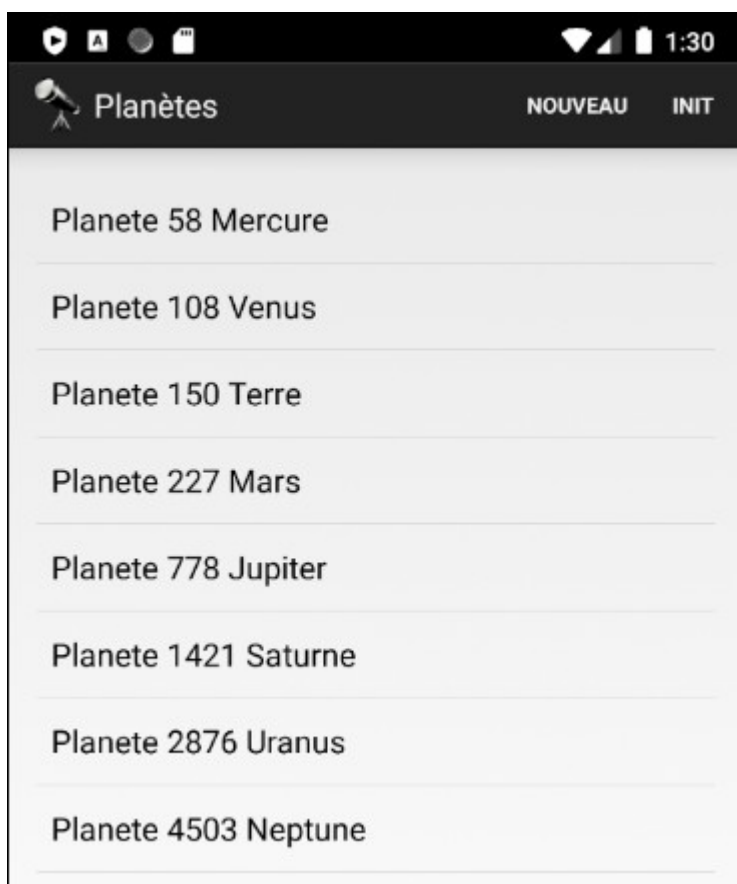 1:30
Planètes NOUVEAU INIT
Planete 58 Mercure
Planete 108 Venus
Planete 150 Terre
Planete 227 Mars
Planete 778 Jupiter
Planete 1421 Saturne
Planete 2876 Uranus
Planete 4503 Neptune